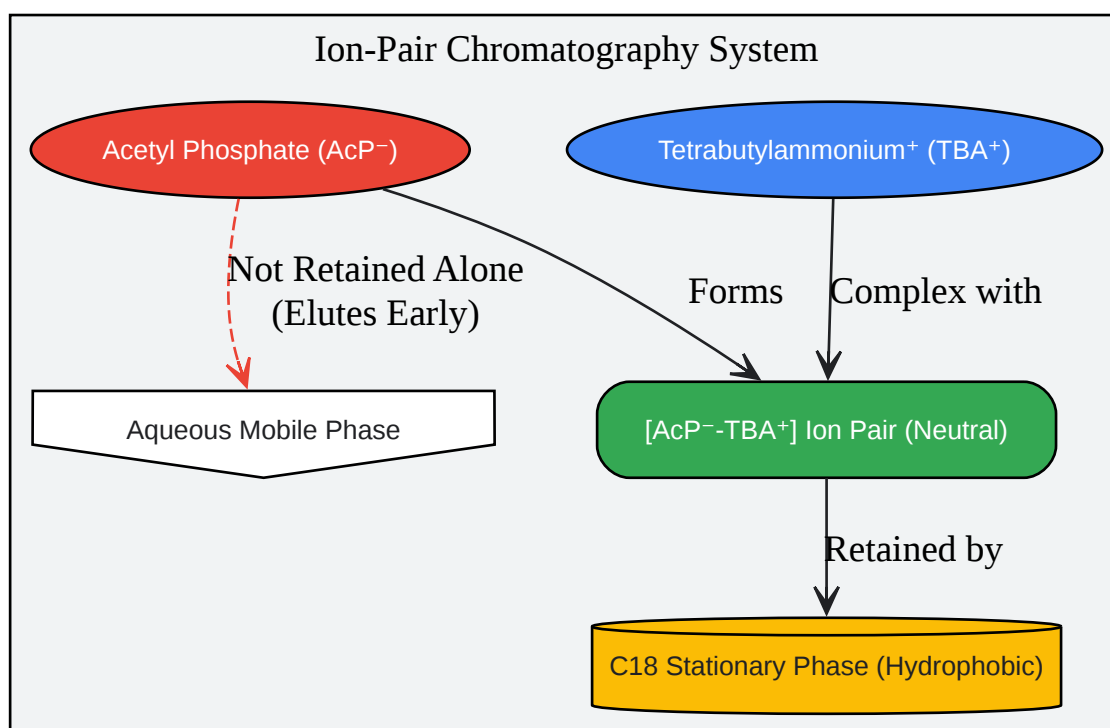 Ion-Pair Chromatography System
Acetyl Phosphate (AcP⁻)
Tetrabutylammonium⁺ (TBA⁺)
Not Retained Alone
(Elutes Early)
Forms
Complex with
Aqueous Mobile Phase
[AcP⁻-TBA⁺] Ion Pair (Neutral)
Retained by
C18 Stationary Phase (Hydrophobic)